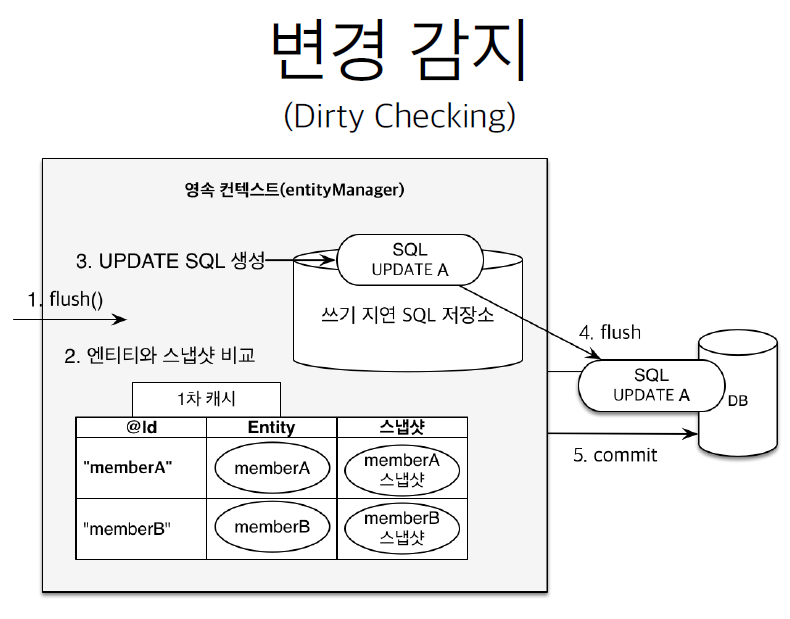 변경 감지
(Dirty Checking)
영속 컨텍스트(entityManager)
3. UPDATE SQL 생성
SQL
UPDATE A
1. flush()
쓰기 지연 SQL 저장소
2. 엔티티와 스냅샷 비교
4. flush
SQL
UPDATE A
DB
5. commit
1차 캐시
@Id
Entity
스냅샷
"memberA"
memberA
memberA
스냅샷
"memberB"
memberB
memberB
스냅샷